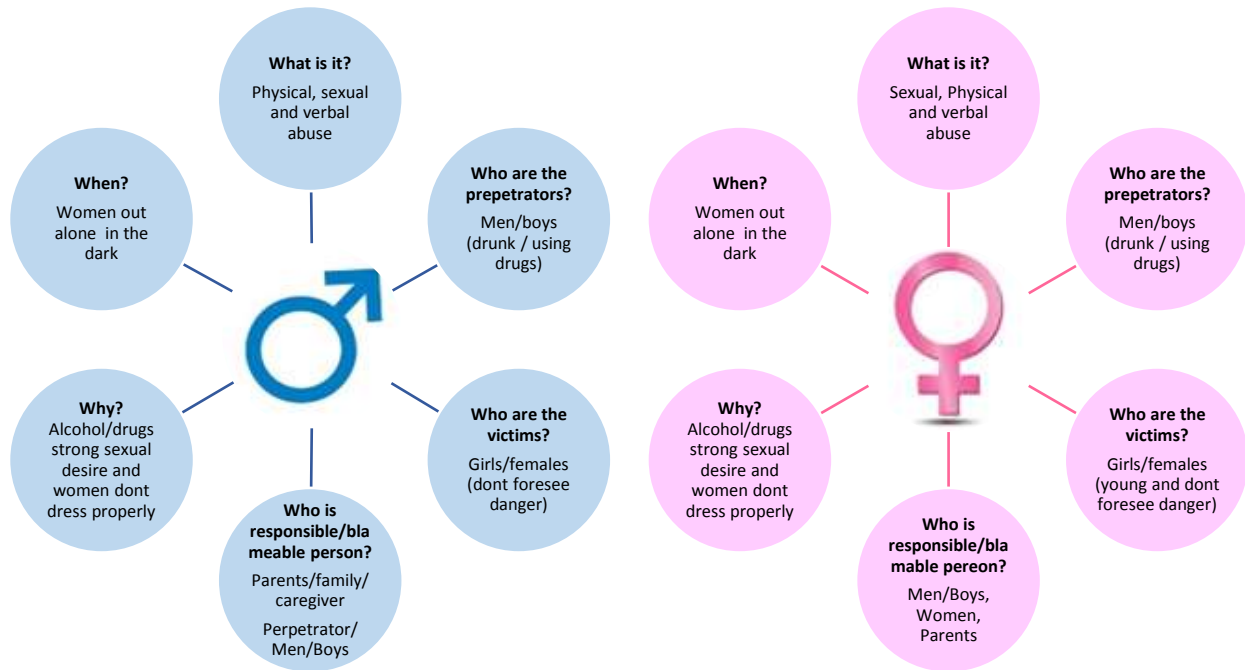 What is it?
Physical, sexual
and verbal
abuse
Who are the
prepetrators?
Men/boys
(drunk / using
drugs)
Who are the
victims?
Girls/females
(dont foresee
danger)
Who is
responsible/bla
meable person?
Parents/family/
caregiver
Perpetrator/
Men/Boys
Why?
Alcohol/drugs
strong sexual
desire and
women dont
dress properly
When?
Women out
alone in the
dark
What is it?
Sexual, Physical
and verbal
abuse
Who are the
prepetrators?
Men/boys
(drunk / using
drugs)
Who are the
victims?
Girls/females
(young and dont
foresee danger)
Who is
responsible/bla
mable pereon?
Men/Boys,
Women,
Parents
Why?
Alcohol/drugs
strong sexual
desire and
women dont
dress properly
When?
Women out
alone in the
dark